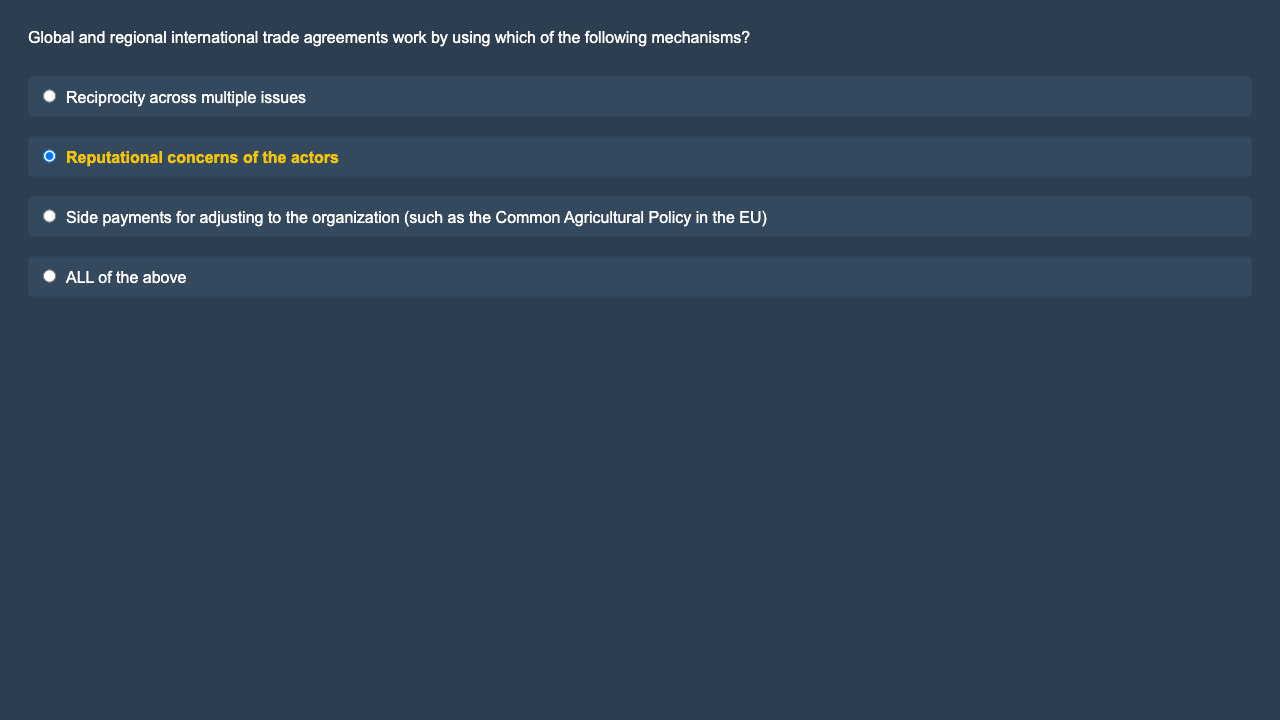 Global and regional international trade agreements work by using which of the following mechanisms?
Reciprocity across multiple issues
Reputational concerns of the actors
Side payments for adjusting to the organization (such as the Common Agricultural Policy in the EU)
ALL of the above